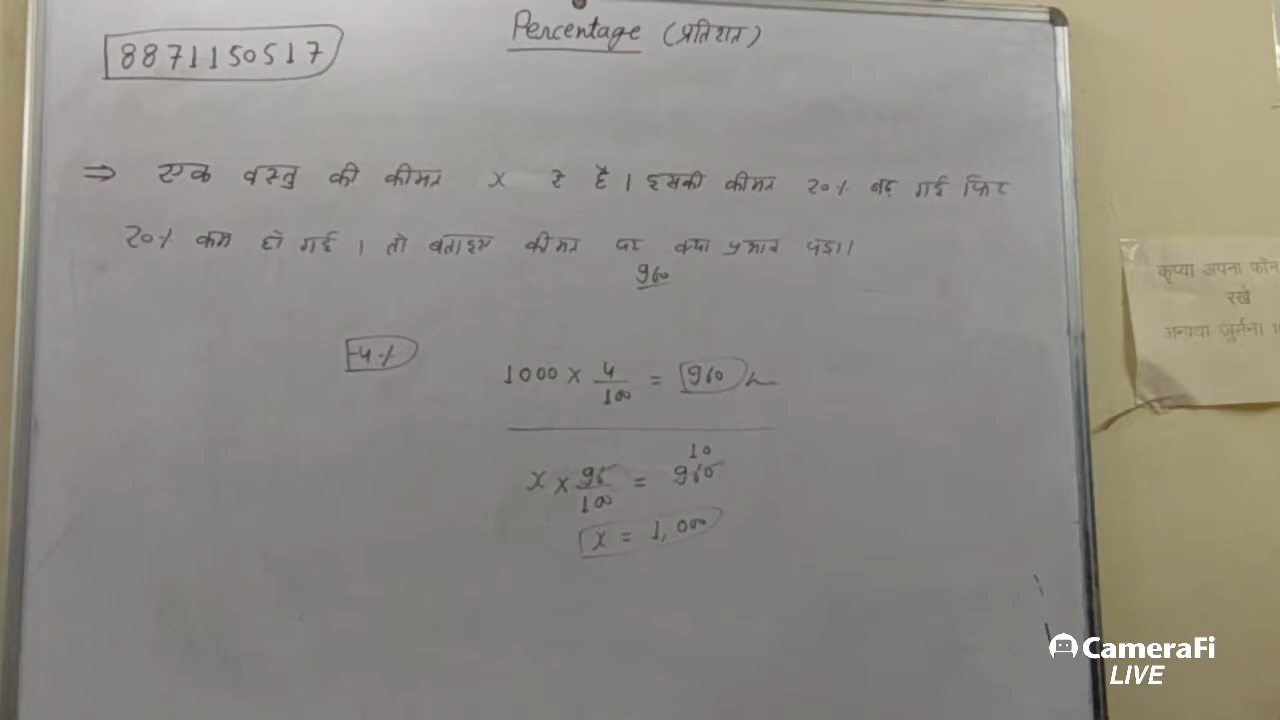 Percentage (प्रतिशत)
8871150517
⇒ एक वस्तु की कीमत x ₹ है । इसकी कीमत 20% बढ़ गई फिर
20% कम हो गई । तो बताइए कीमत पर क्या प्रभाव पड़ा।
960
-4%
1000 × 4/100 = 960
x × 96/100 = 960 10
x = 1,000
कृप्या अपना फोन
रखे
अन्यथा जुर्माना
CameraFi
LIVE